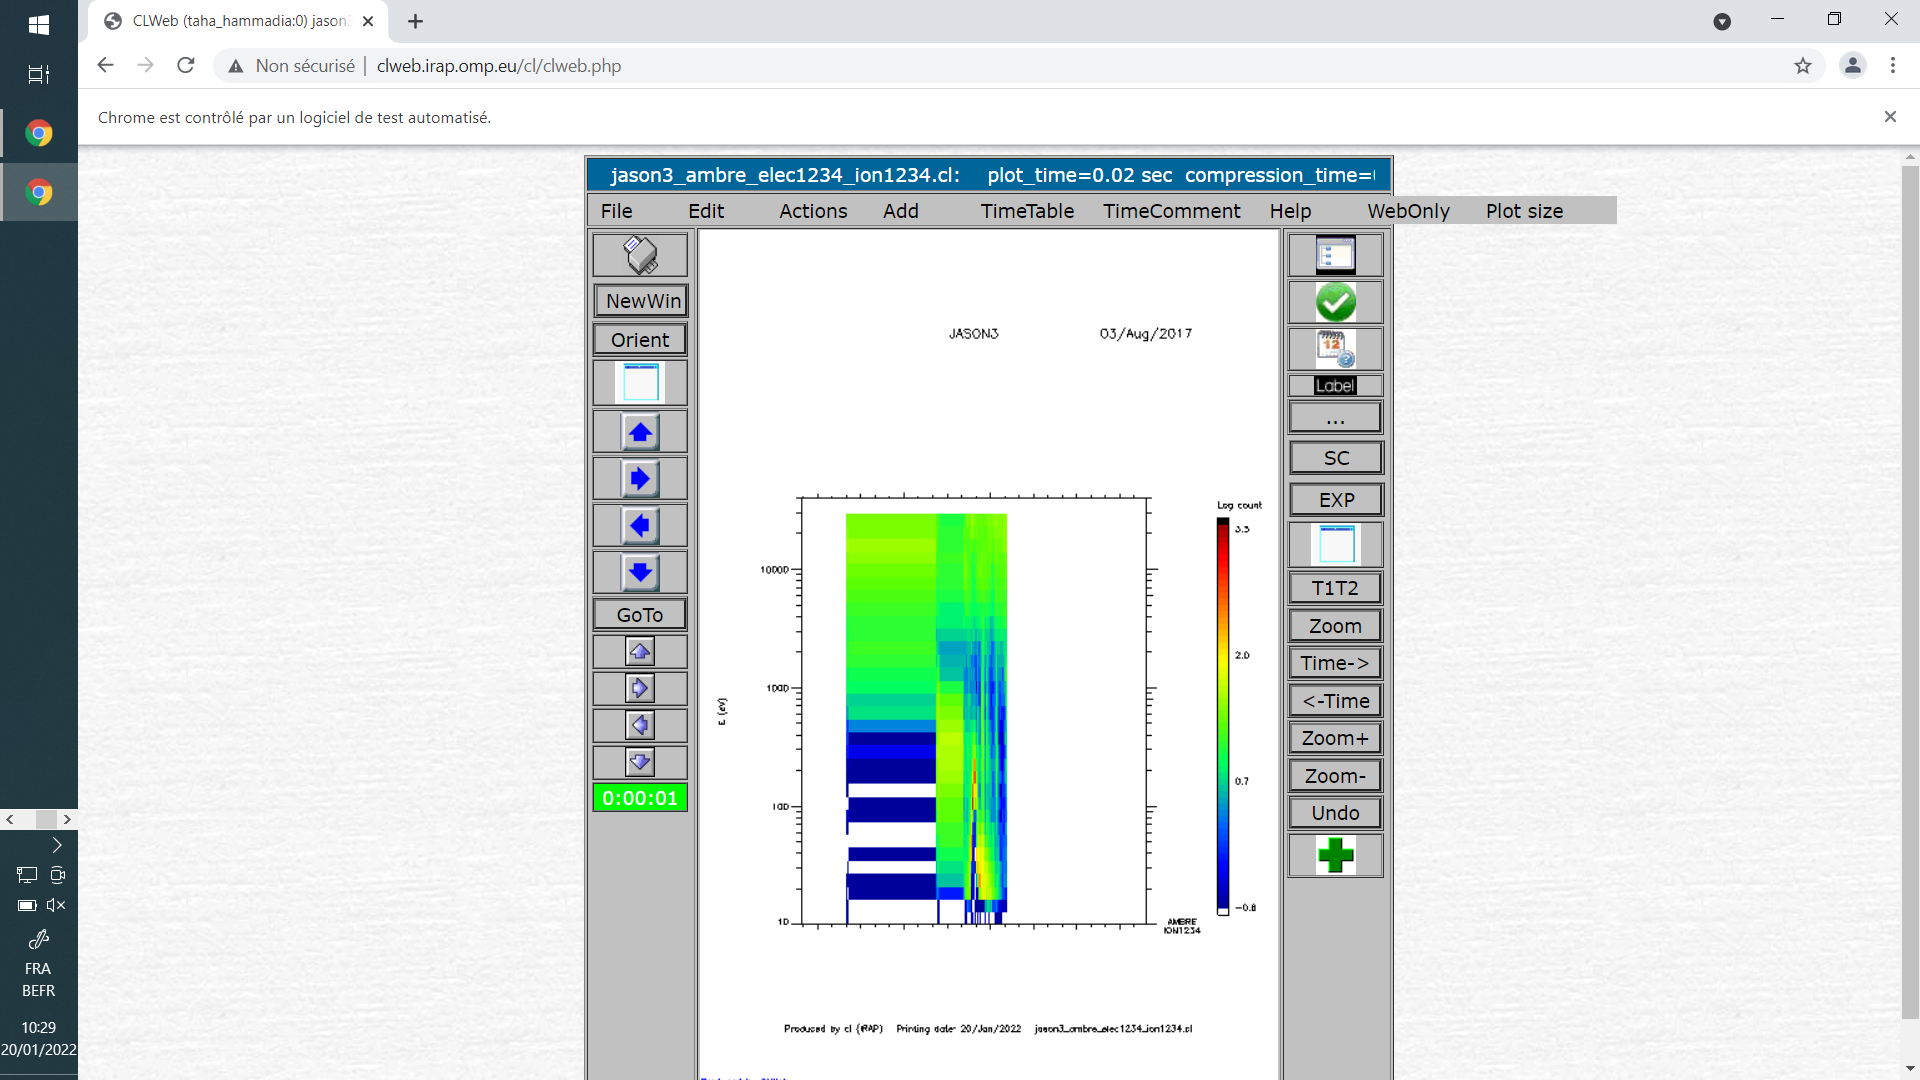 CLWeb (taha_hammadia:0) jason3
Non sécurisé | clweb.irap.omp.eu/cl/clweb.php
Chrome est contrôlé par un logiciel de test automatisé.
jason3_ambre_elec1234_ion1234.cl: plot_time=0.02 sec compression_time=
File Edit Actions Add TimeTable TimeComment Help WebOnly Plot size
NewWin
Orient
GoTo
0:00:01
JASON3 03/Aug/2017
Log count
3.3
2.0
0.7
-0.6
10000
1000
100
10
E (eV)
AMBRE
ION1234
Produced by cl (IRAP) Printing date: 20/Jan/2022 jason3_ambre_elec1234_ion1234.cl
12
Label
...
SC
EXP
T1T2
Zoom
Time->
<-Time
Zoom+
Zoom-
Undo
FRA
BEFR
10:29
20/01/2022